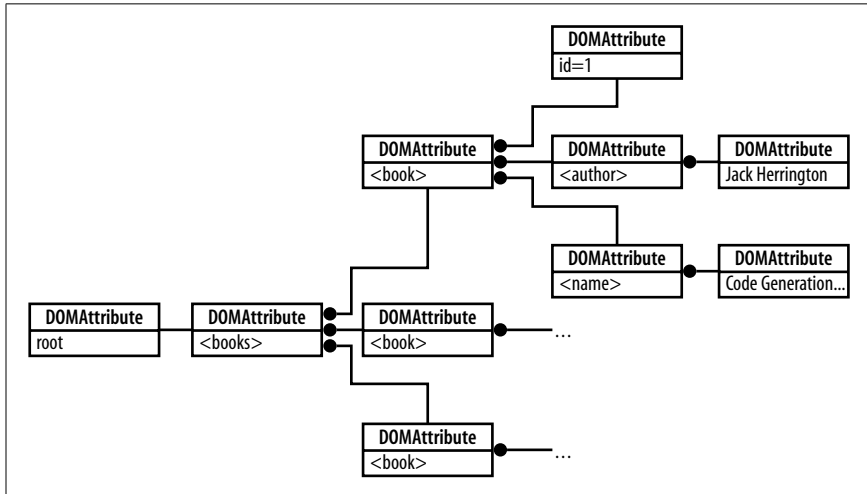 DOMAttribute
id=1
DOMAttribute
<book>
DOMAttribute
<author>
DOMAttribute
Jack Herrington
DOMAttribute
<name>
DOMAttribute
Code Generation...
DOMAttribute
root
DOMAttribute
<books>
DOMAttribute
<book>
...
DOMAttribute
<book>
...